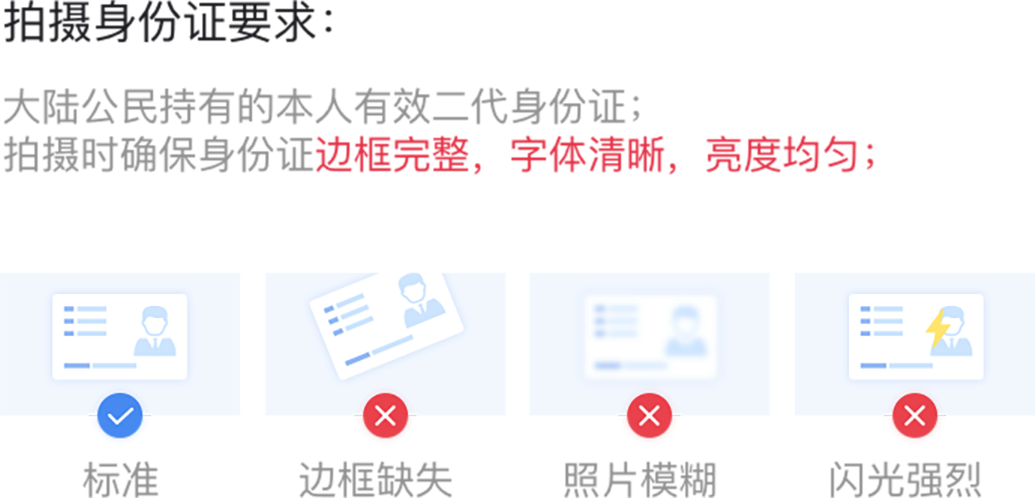 拍摄身份证要求：
大陆公民持有的本人有效二代身份证；
拍摄时确保身份证边框完整，字体清晰，亮度均匀；
标准
边框缺失
照片模糊
闪光强烈